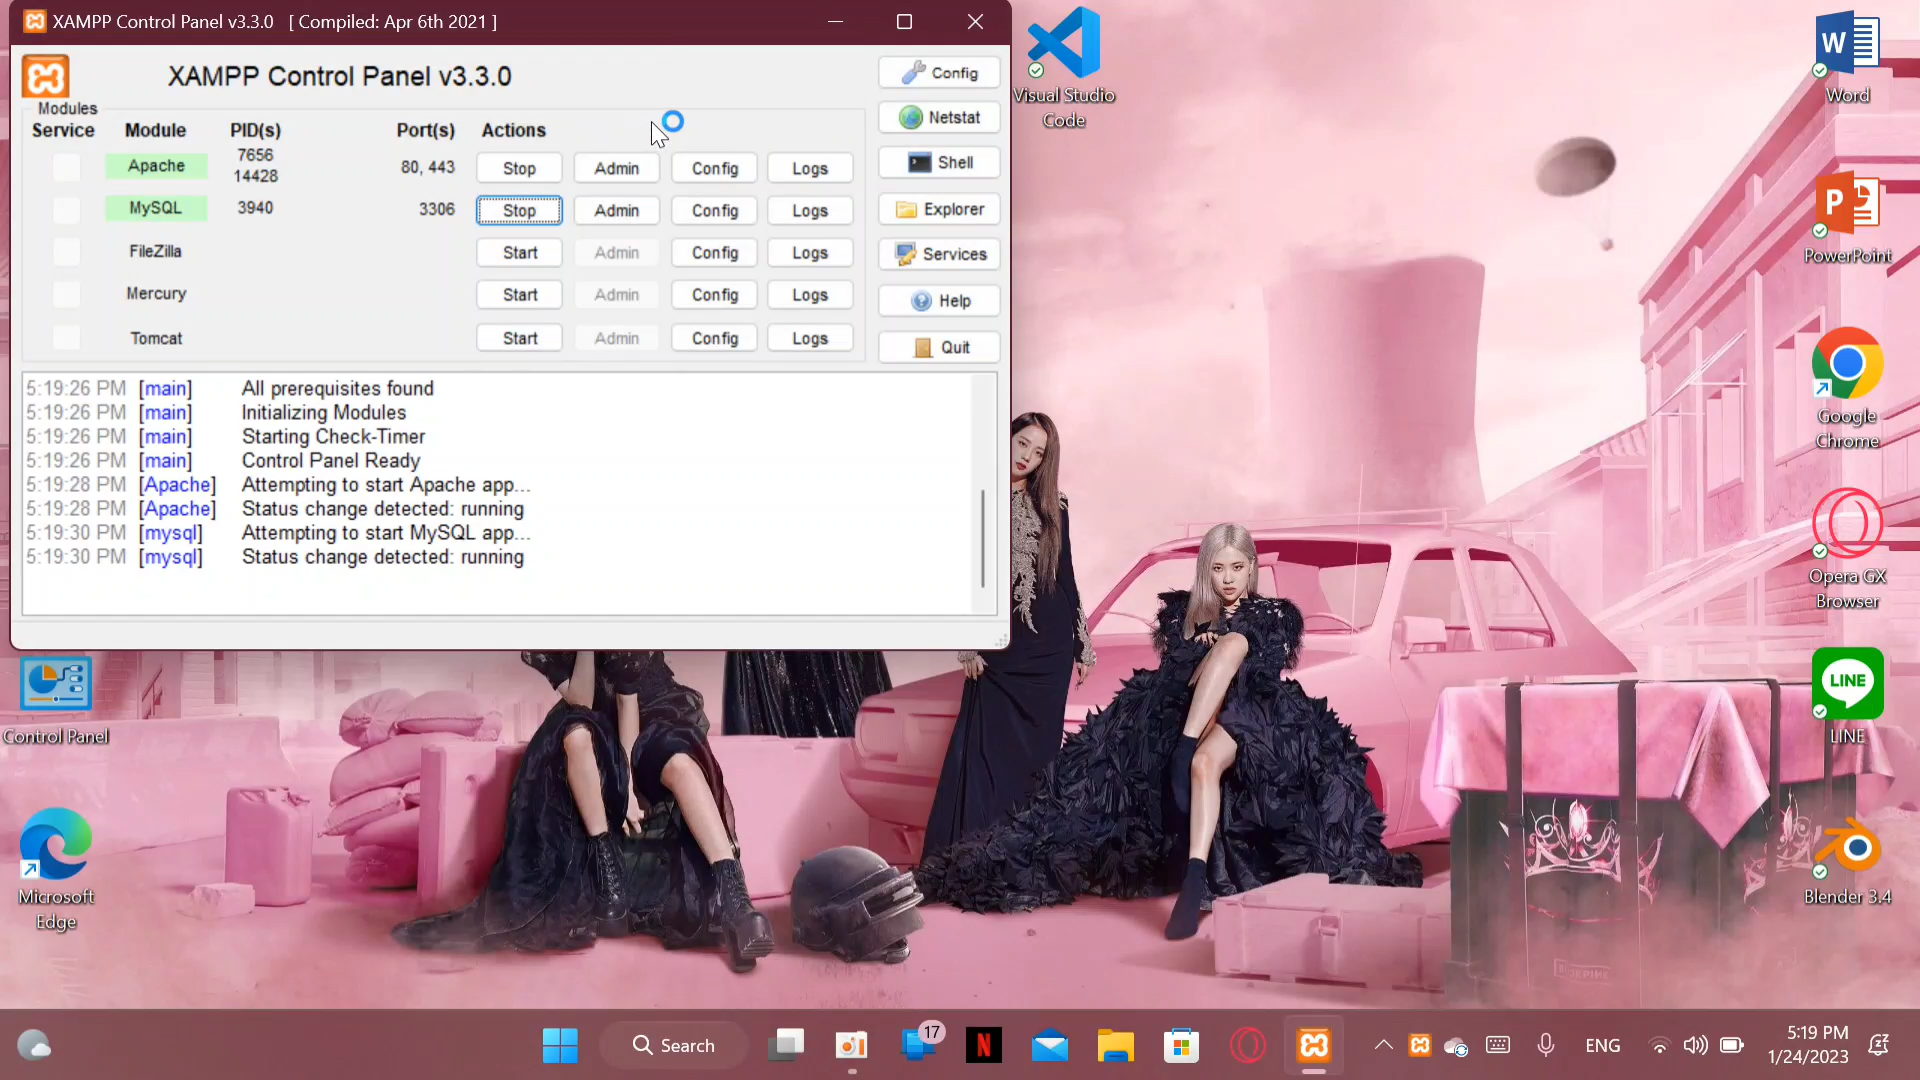 XAMPP Control Panel v3.3.0 [ Compiled: Apr 6th 2021 ]
XAMPP Control Panel v3.3.0
Modules
Service Module PID(s) Port(s) Actions
Apache 7656 14428 80, 443 Stop Admin Config Logs
MySQL 3940 3306 Stop Admin Config Logs
FileZilla Start Admin Config Logs
Mercury Start Admin Config Logs
Tomcat Start Admin Config Logs
Config
Netstat
Shell
Explorer
Services
Help
Quit
5:19:26 PM [main] All prerequisites found
5:19:26 PM [main] Initializing Modules
5:19:26 PM [main] Starting Check-Timer
5:19:26 PM [main] Control Panel Ready
5:19:28 PM [Apache] Attempting to start Apache app...
5:19:28 PM [Apache] Status change detected: running
5:19:30 PM [mysql] Attempting to start MySQL app...
5:19:30 PM [mysql] Status change detected: running
Visual Studio
Code
W
Word
P
PowerPoint
Google
Chrome
Opera GX
Browser
LINE
LINE
Blender 3.4
Control Panel
Microsoft
Edge
BLACKPINK
Search
17
N
ENG
5:19 PM
1/24/2023